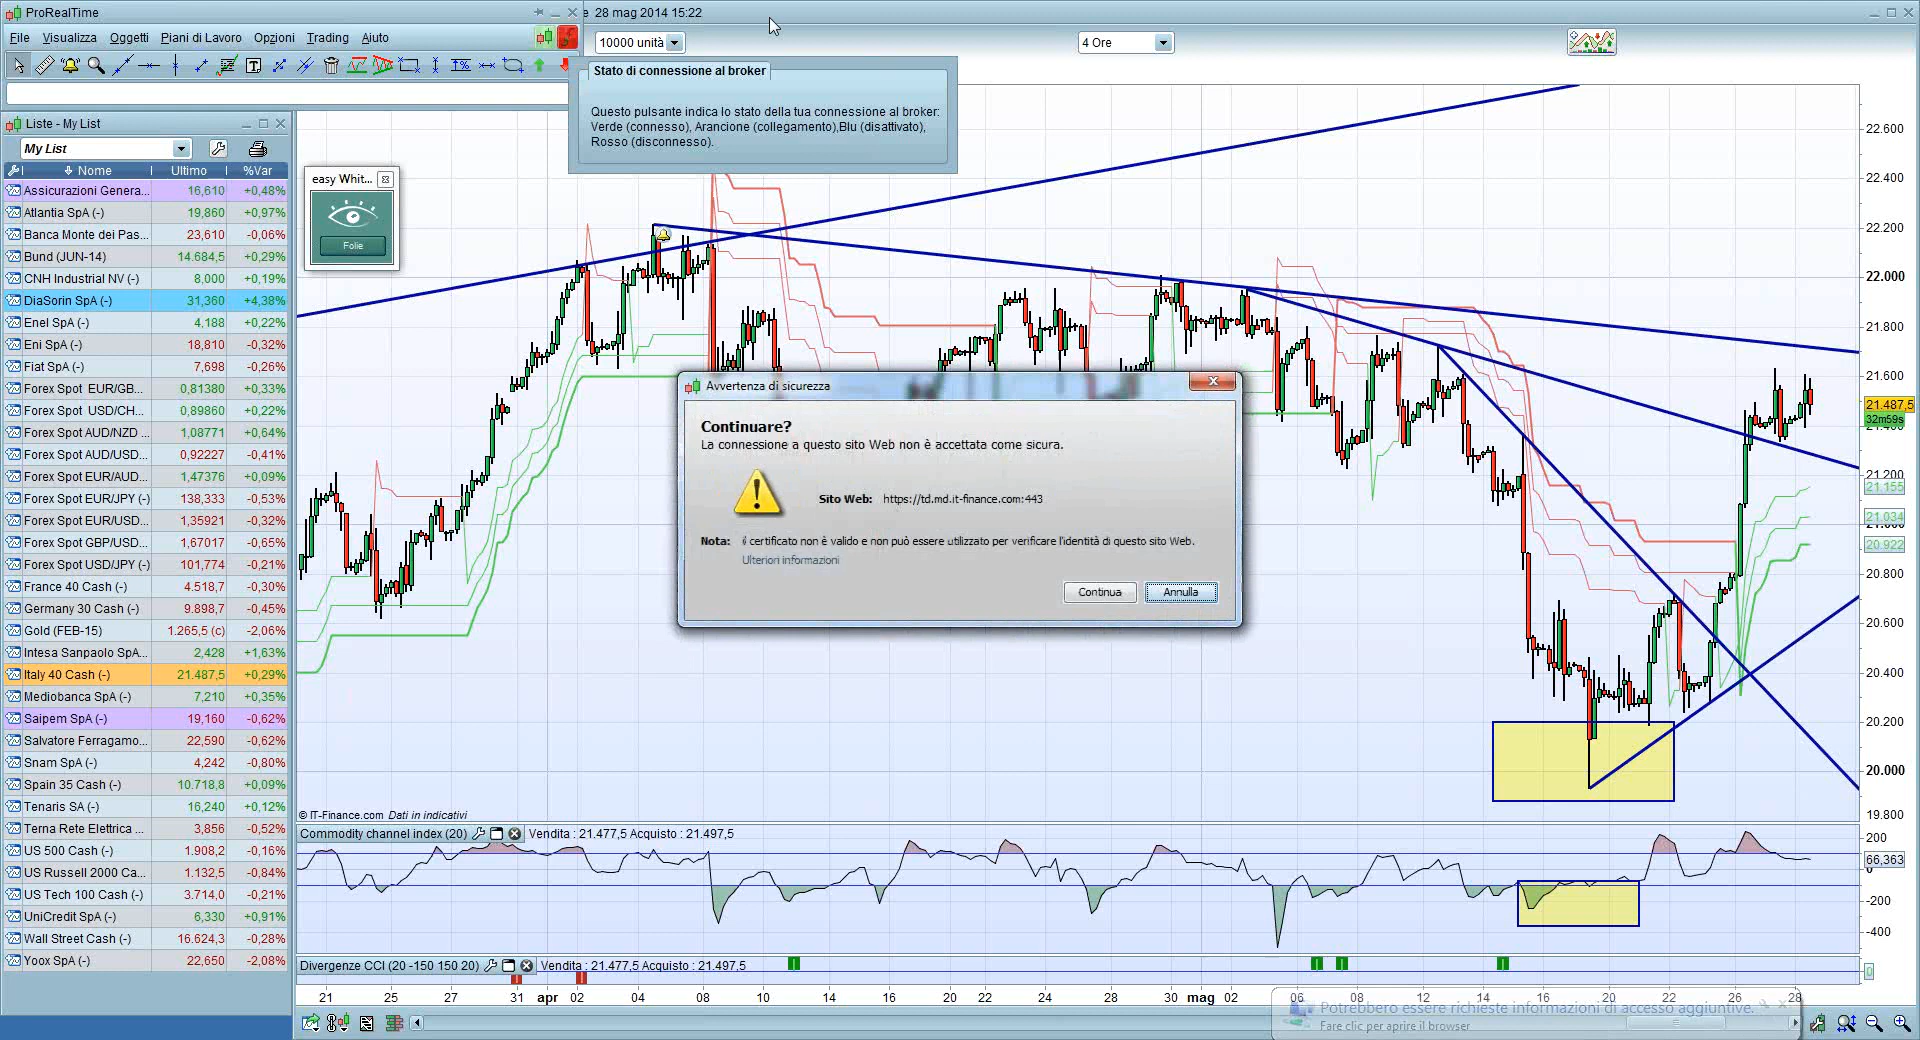 ProRealTime
e 28 mag 2014 15:22
File Visualizza Oggetti Piani di Lavoro Opzioni Trading Aiuto
10000 unità
4 Ore
Stato di connessione al broker
Questo pulsante indica lo stato della tua connessione al broker:
Verde (connesso), Arancione (collegamento),Blu (disattivato),
Rosso (disconnesso).
Liste - My List
My List
Nome Ultimo %Var
Assicurazioni Genera... 16,610 +0,48%
Atlantia SpA (-) 19,860 +0,97%
Banca Monte dei Pas... 23,610 -0,06%
Bund (JUN-14) 14.684,5 +0,29%
CNH Industrial NV (-) 8,000 +0,19%
DiaSorin SpA (-) 31,360 +4,38%
Enel SpA (-) 4,188 +0,22%
Eni SpA (-) 18,810 -0,32%
Fiat SpA (-) 7,698 -0,26%
Forex Spot EUR/GB... 0,81380 +0,33%
Forex Spot USD/CH... 0,89860 +0,22%
Forex Spot AUD/NZD ... 1,08771 +0,64%
Forex Spot AUD/USD... 0,92227 -0,41%
Forex Spot EUR/AUD... 1,47376 +0,09%
Forex Spot EUR/JPY (-) 138,333 -0,53%
Forex Spot EUR/USD... 1,35921 -0,32%
Forex Spot GBP/USD... 1,67017 -0,65%
Forex Spot USD/JPY (-) 101,774 -0,21%
France 40 Cash (-) 4.518,7 -0,30%
Germany 30 Cash (-) 9.898,7 -0,45%
Gold (FEB-15) 1.265,5 (c) -2,06%
Intesa Sanpaolo SpA... 2,428 +1,63%
Italy 40 Cash (-) 21.487,5 +0,29%
Mediobanca SpA (-) 7,210 +0,35%
Saipem SpA (-) 19,160 -0,62%
Salvatore Ferragamo... 22,590 -0,62%
Snam SpA (-) 4,242 -0,80%
Spain 35 Cash (-) 10.718,8 +0,09%
Tenaris SA (-) 16,240 +0,12%
Terna Rete Elettrica ... 3,856 -0,52%
US 500 Cash (-) 1.908,2 -0,16%
US Russell 2000 Ca... 1.132,5 -0,84%
US Tech 100 Cash (-) 3.714,0 -0,21%
UniCredit SpA (-) 6,330 +0,91%
Wall Street Cash (-) 16.624,3 -0,28%
Yoox SpA (-) 22,650 -2,08%
easy Whit...
Folie
Avvertenza di sicurezza
Continuare?
La connessione a questo sito Web non è accettata come sicura.
Sito Web: https://td.md.it-finance.com:443
Nota: il certificato non è valido e non può essere utilizzato per verificare l'identità di questo sito Web.
Ulteriori informazioni
Continua Annulla
22.600
22.400
22.200
22.000
21.800
21.600
21.487,5
32m59s
21.400
21.200
21.155
21.034
21.000
20.922
20.800
20.600
20.400
20.200
20.000
19.800
© IT-Finance.com Dati in indicativi
Commodity channel index (20) Vendita : 21.477,5 Acquisto : 21.497,5
200
66,363
0
-200
-400
Divergenze CCI (20 -150 150 20) Vendita : 21.477,5 Acquisto : 21.497,5
0
21 25 27 31 apr 02 04 08 10 14 16 20 22 24 28 30 mag 02 06 08 12 14 16 20 22 26 28
Potrebbero essere richieste informazioni di accesso aggiuntive.
Fare clic per aprire il browser